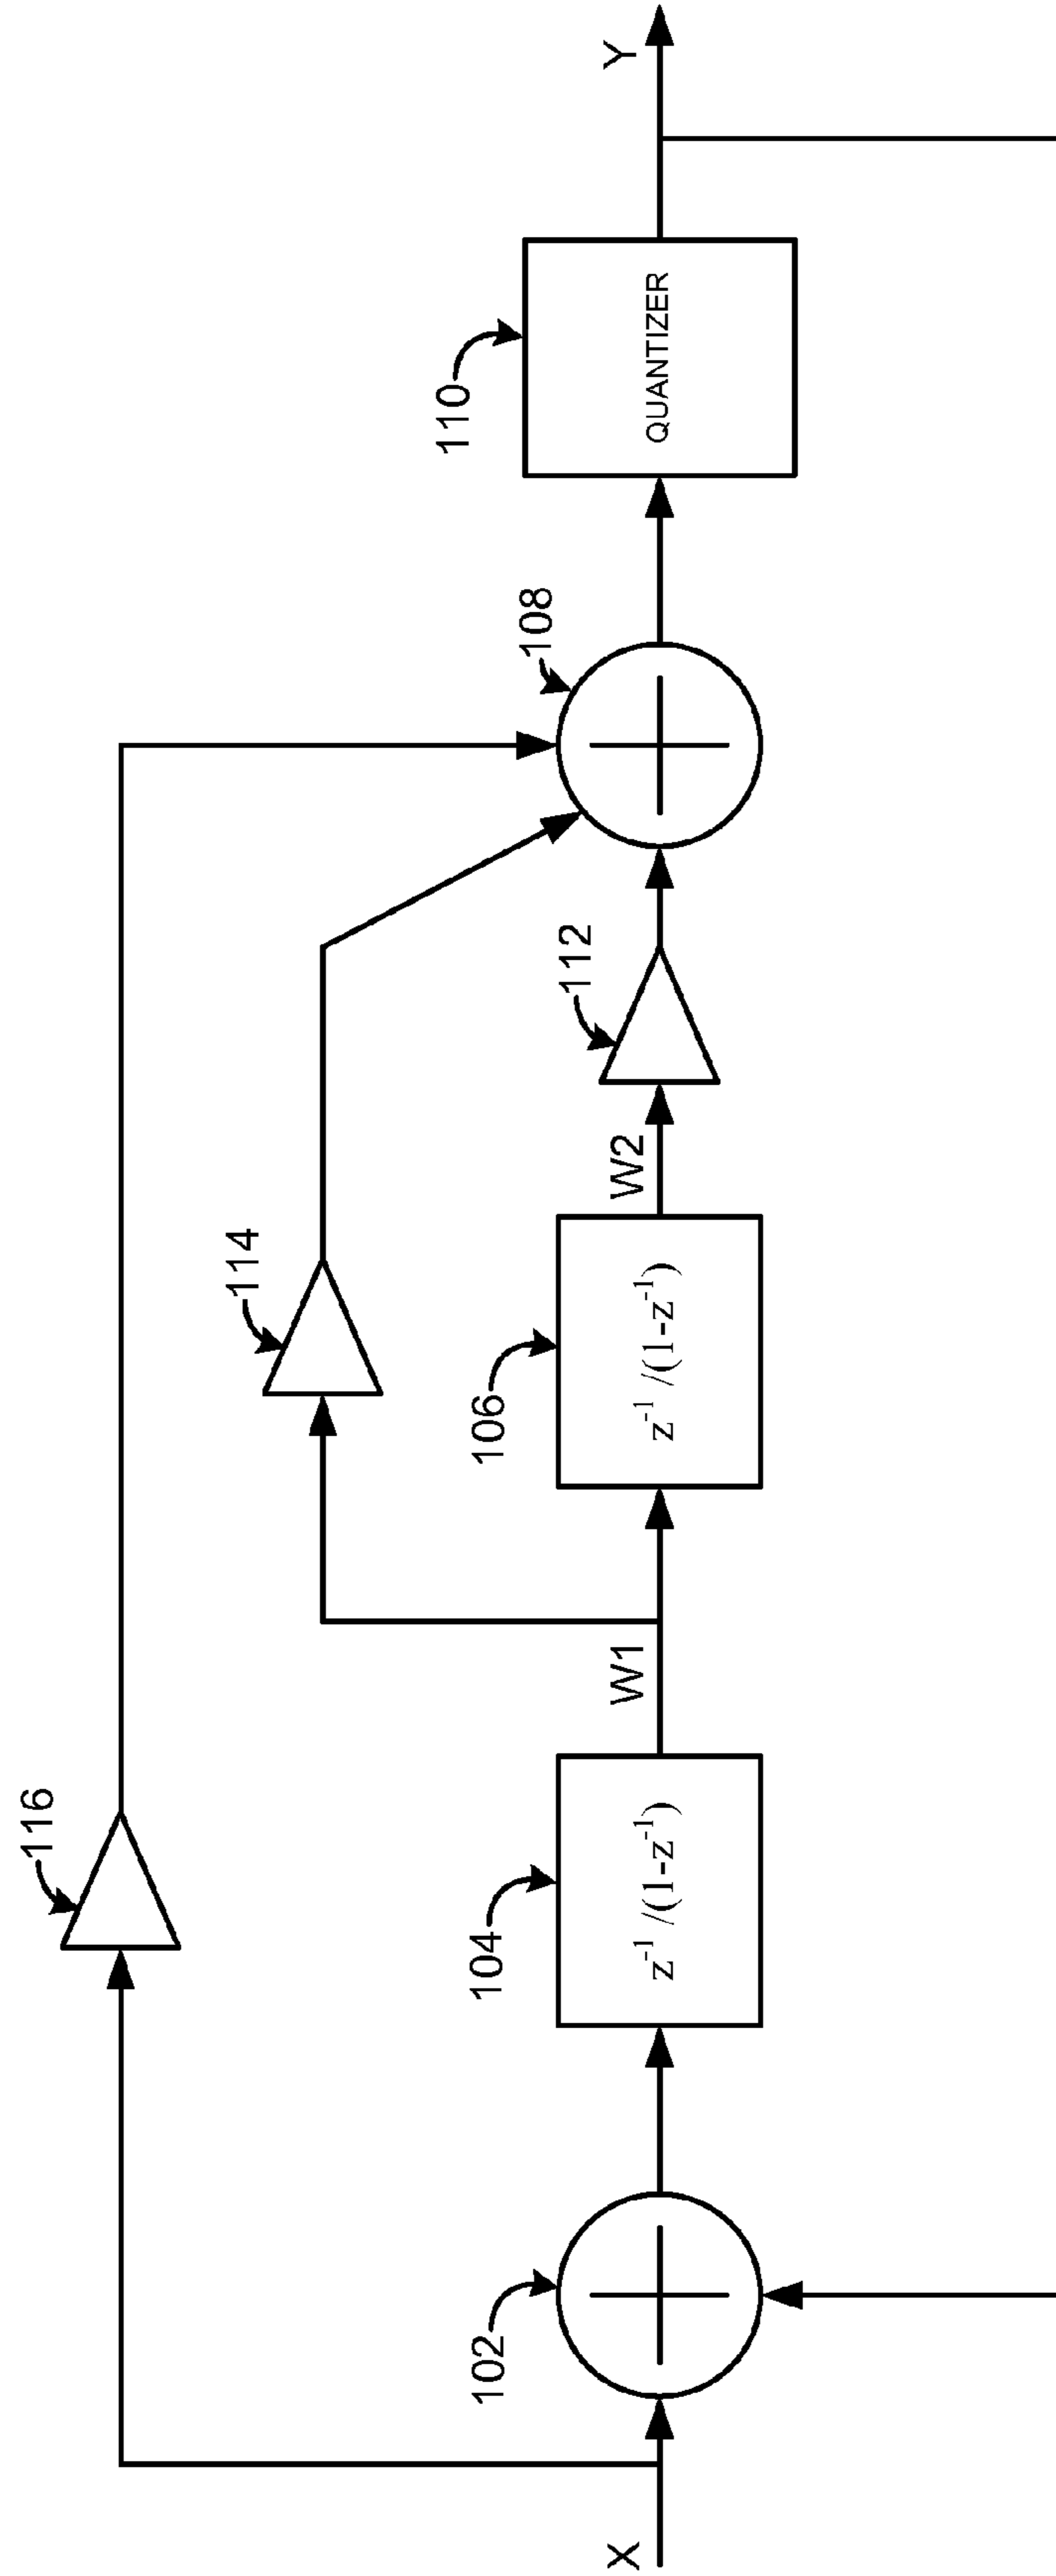 116
114
104
106
112
108
110
102
X
W1
W2
Y
z⁻¹ /(1-z⁻¹)
z⁻¹ /(1-z⁻¹)
QUANTIZER